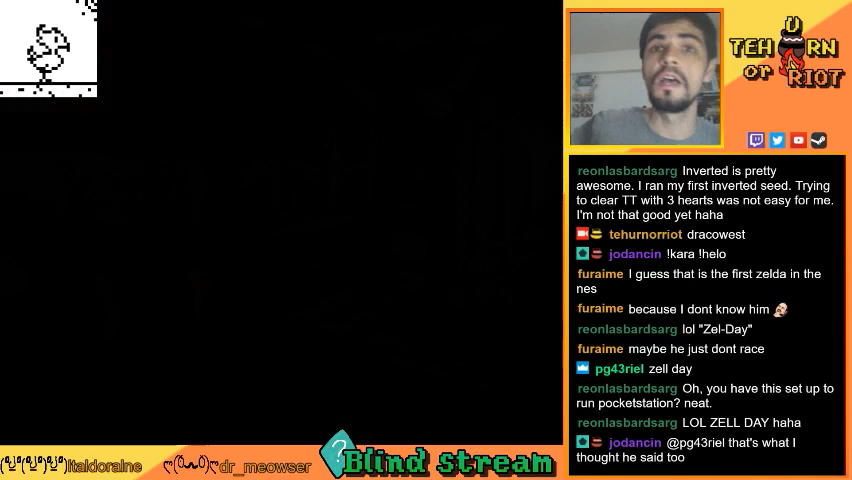 TEHURN
or RIOT
reonlasbardsarg Inverted is pretty
awesome. I ran my first inverted seed. Trying
to clear TT with 3 hearts was not easy for me.
I'm not that good yet haha
tehurnorriot dracowest
jodancin !kara !helo
furaime I guess that is the first zelda in the
nes
furaime because I dont know him
reonlasbardsarg lol "Zel-Day"
furaime maybe he just dont race
pg43riel zell day
reonlasbardsarg Oh, you have this set up to
run pocketstation? neat.
reonlasbardsarg LOL ZELL DAY haha
jodancin @pg43riel that's what I
thought he said too
ltaldoraine
dr_meowser
? Blind stream